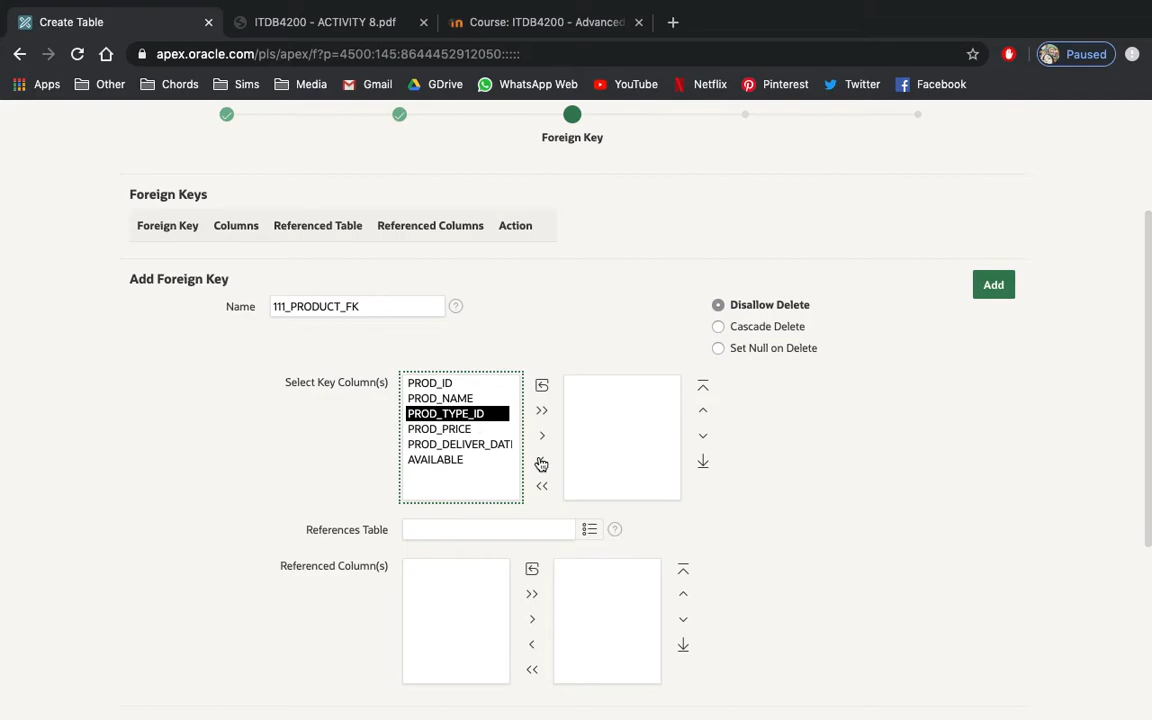 Create Table
ITDB4200 - ACTIVITY 8.pdf
Course: ITDB4200 - Advanced
apex.oracle.com/pls/apex/f?p=4500:145:8644452912050:::::
Paused
Apps Other Chords Sims Media Gmail GDrive WhatsApp Web YouTube Netflix Pinterest Twitter Facebook
Foreign Key
Foreign Keys
Foreign Key Columns Referenced Table Referenced Columns Action
Add Foreign Key
Add
Name 111_PRODUCT_FK
Disallow Delete
Cascade Delete
Set Null on Delete
Select Key Column(s)
PROD_ID
PROD_NAME
PROD_TYPE_ID
PROD_PRICE
PROD_DELIVER_DATE
AVAILABLE
References Table
Referenced Column(s)